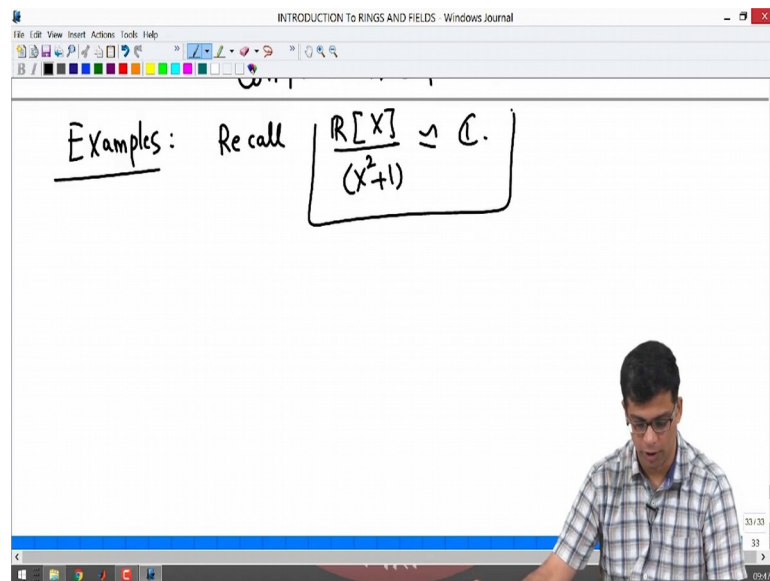 INTRODUCTION To RINGS AND FIELDS - Windows Journal
File Edit View Insert Actions Tools Help
B I
Examples: Recall ℝ[X] / (X²+1) ≃ ℂ.
33/33
33